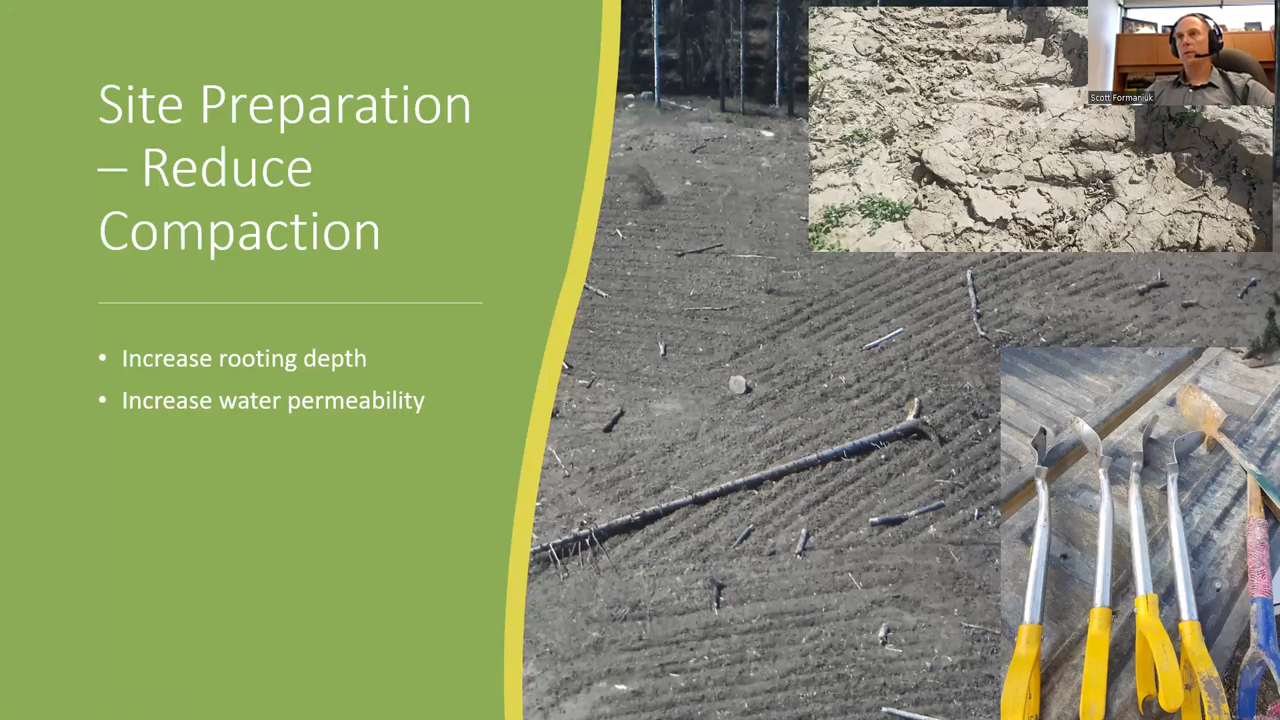 Site Preparation
– Reduce
Compaction
• Increase rooting depth
• Increase water permeability
Scott Formaniuk